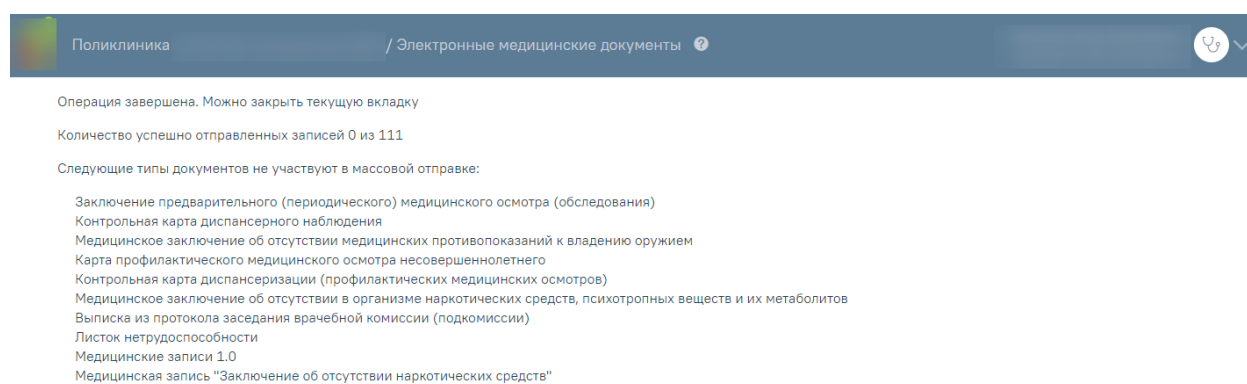 Поликлиника / Электронные медицинские документы ?
Операция завершена. Можно закрыть текущую вкладку
Количество успешно отправленных записей 0 из 111
Следующие типы документов не участвуют в массовой отправке:
Заключение предварительного (периодического) медицинского осмотра (обследования)
Контрольная карта диспансерного наблюдения
Медицинское заключение об отсутствии медицинских противопоказаний к владению оружием
Карта профилактического медицинского осмотра несовершеннолетнего
Контрольная карта диспансеризации (профилактических медицинских осмотров)
Медицинское заключение об отсутствии в организме наркотических средств, психотропных веществ и их метаболитов
Выписка из протокола заседания врачебной комиссии (подкомиссии)
Листок нетрудоспособности
Медицинские записи 1.0
Медицинская запись "Заключение об отсутствии наркотических средств"